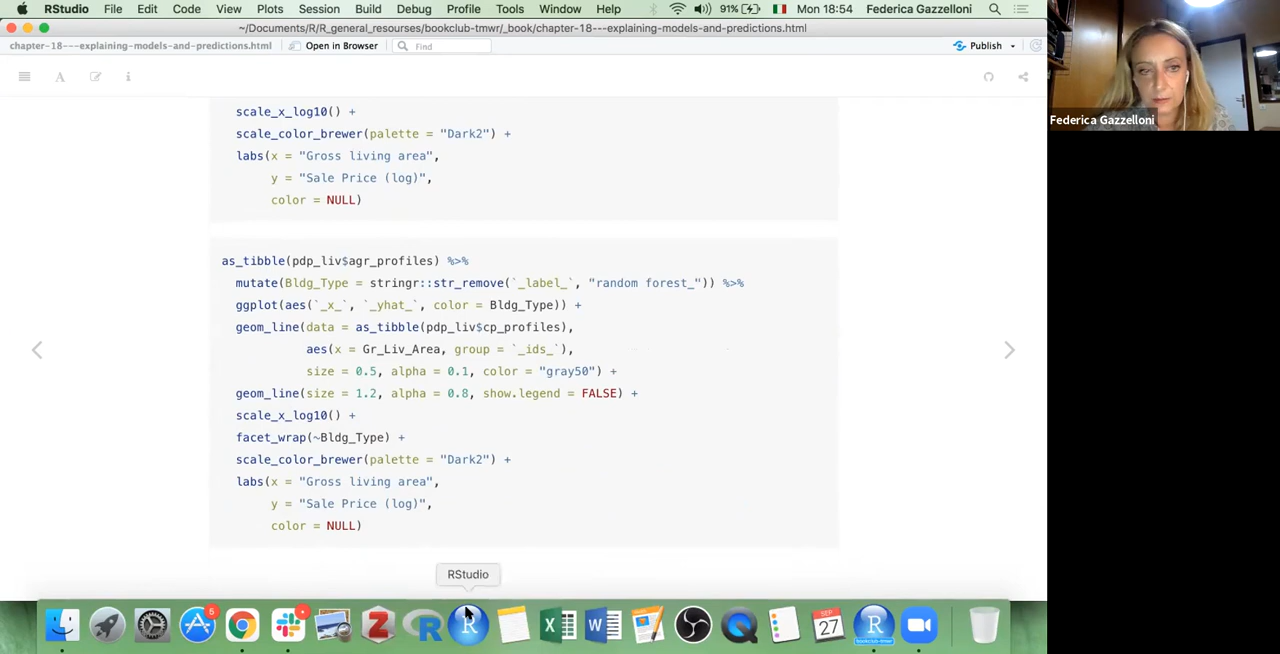 RStudio File Edit Code View Plots Session Build Debug Profile Tools Window Help 91% Mon 18:54 Federica Gazzelloni
~/Documents/R/R_general_resourses/bookclub-tmwr/_book/chapter-18---explaining-models-and-predictions.html
chapter-18---explaining-models-and-predictions.html Open in Browser Find Publish
A i
scale_x_log10() +
scale_color_brewer(palette = "Dark2") +
labs(x = "Gross living area",
y = "Sale Price (log)",
color = NULL)
as_tibble(pdp_liv$agr_profiles) %>%
mutate(Bldg_Type = stringr::str_remove(`_label_`, "random forest_")) %>%
ggplot(aes(`_x_`, `_yhat_`, color = Bldg_Type)) +
geom_line(data = as_tibble(pdp_liv$cp_profiles),
aes(x = Gr_Liv_Area, group = `_ids_`),
size = 0.5, alpha = 0.1, color = "gray50") +
geom_line(size = 1.2, alpha = 0.8, show.legend = FALSE) +
scale_x_log10() +
facet_wrap(~Bldg_Type) +
scale_color_brewer(palette = "Dark2") +
labs(x = "Gross living area",
y = "Sale Price (log)",
color = NULL)
RStudio
5
Z R R X W SEP 27 R
bookclub-tmwr
Federica Gazzelloni